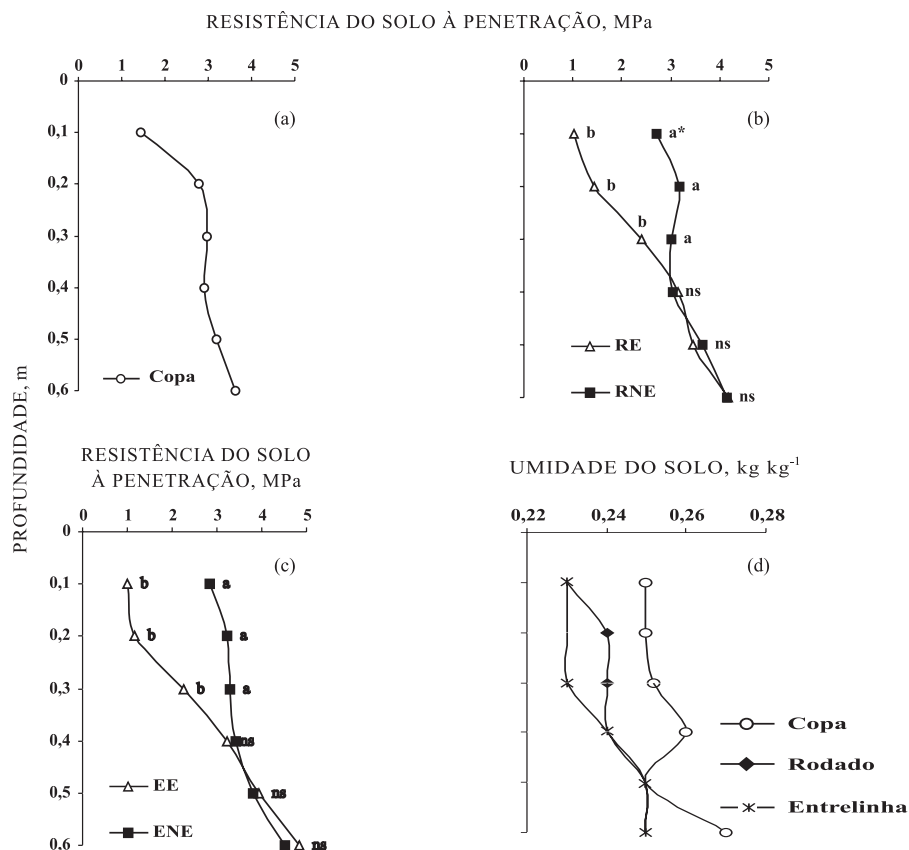 RESISTÊNCIA DO SOLO À PENETRAÇÃO, MPa
0 1 2 3 4 5
0 1 2 3 4 5
0
0,1
0,2
0,3
0,4
0,5
0,6
(a)
Copa
(b)
b a*
b a
b a
ns
ns
ns
RE
RNE
PROFUNDIDADE, m
RESISTÊNCIA DO SOLO
À PENETRAÇÃO, MPa
0 1 2 3 4 5
0
0,1
0,2
0,3
0,4
0,5
0,6
(c)
b a
b a
b a
ns
ns
ns
EE
ENE
UMIDADE DO SOLO, kg kg-1
0,22 0,24 0,26 0,28
(d)
Copa
Rodado
Entrelinha